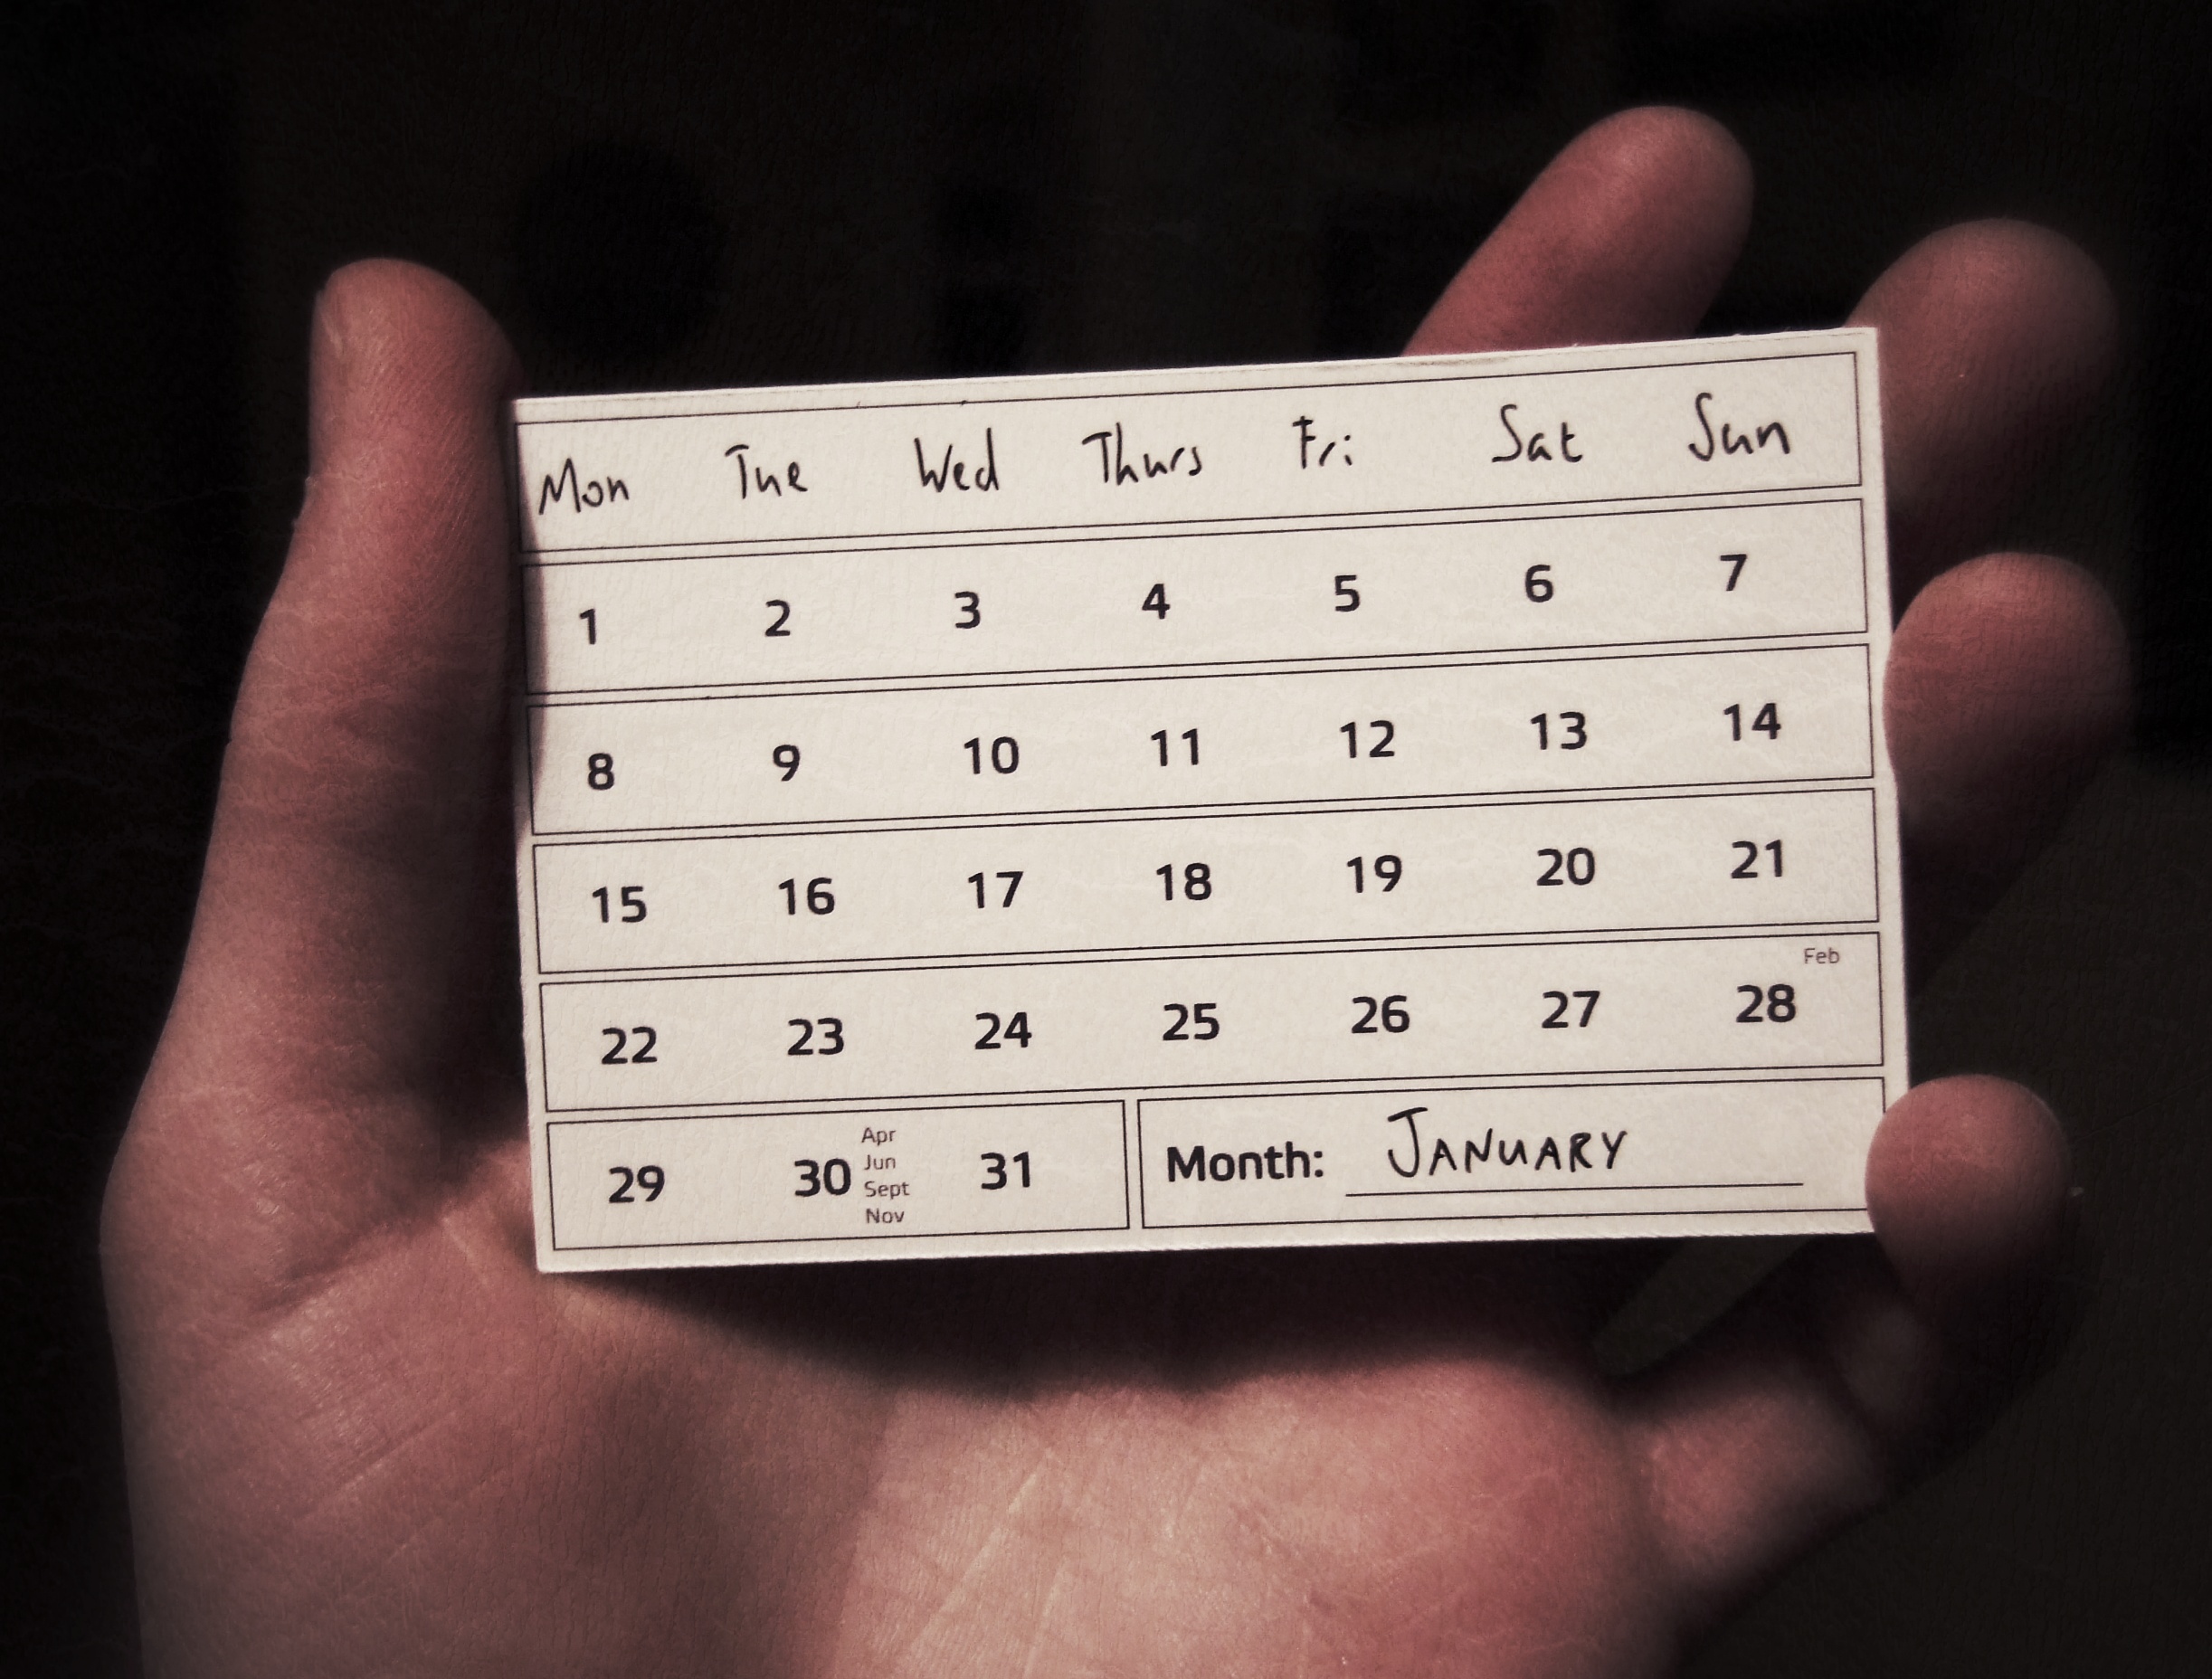 Mon Tue Wed Thurs Fri Sat Sun
1 2 3 4 5 6 7
8 9 10 11 12 13 14
15 16 17 18 19 20 21
Feb
22 23 24 25 26 27 28
29 30 Apr Jun Sept Nov 31
Month: JANUARY